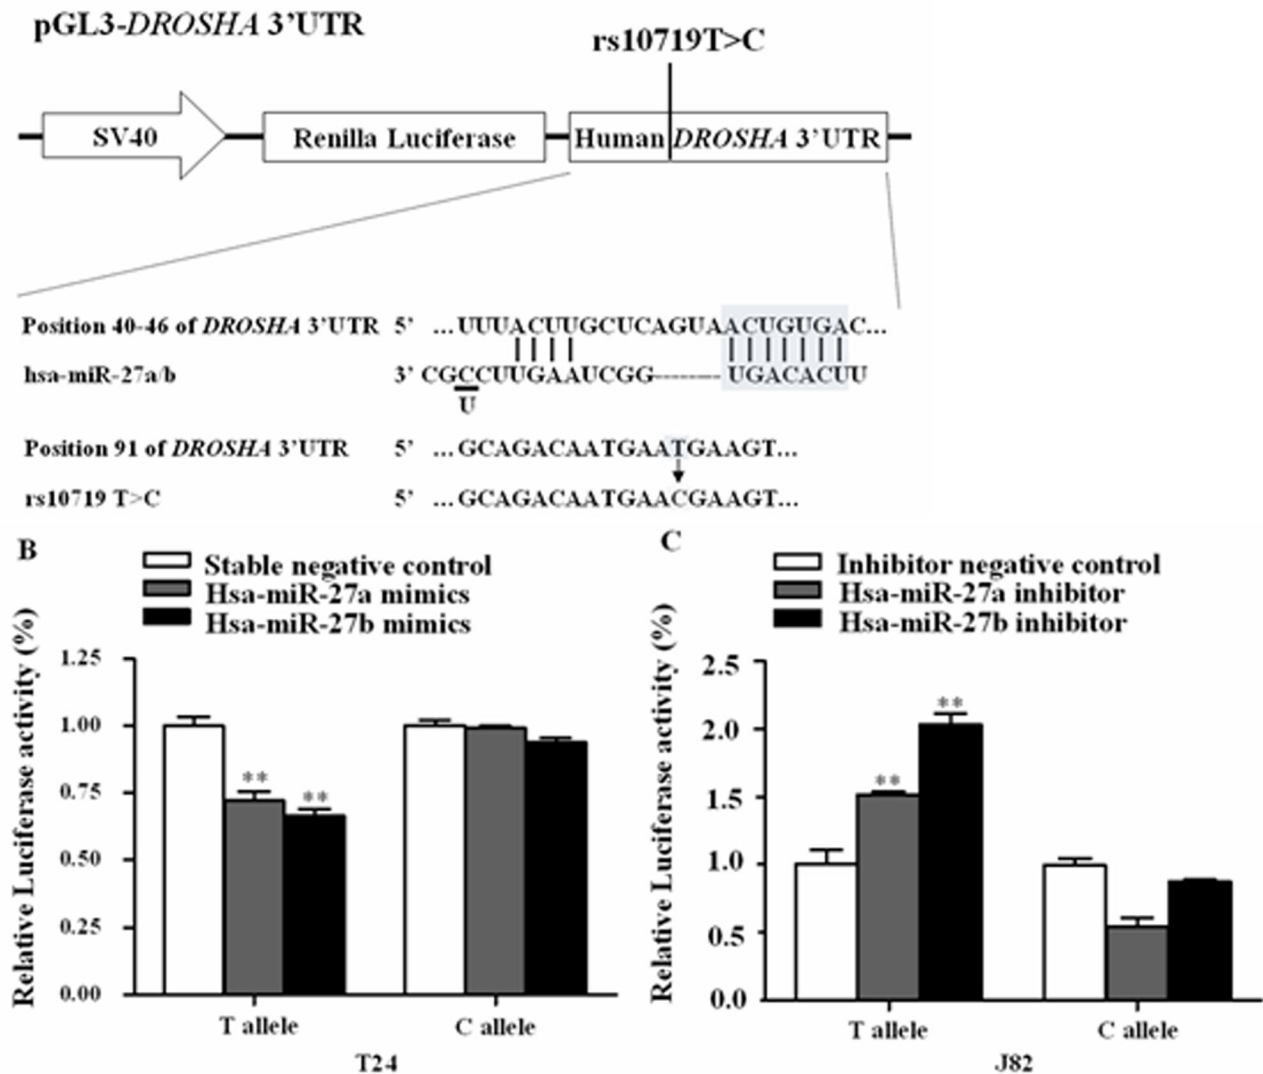 pGL3-DROSHA 3’UTR
rs10719T>C
SV40
Renilla Luciferase
Human DROSHA 3’UTR
Position 40-46 of DROSHA 3’UTR 5’ ...UUUACUUGCUCAGUAACUGUGAC...
hsa-miR-27a/b 3’ CGCCUUGAAUCGG--------UGACACUU
U
Position 91 of DROSHA 3’UTR 5’ ...GCAGACAATGAATGAAGT...
rs10719 T>C 5’ ...GCAGACAATGAACGAAGT...
B
Stable negative control
Hsa-miR-27a mimics
Hsa-miR-27b mimics
Relative Luciferase activity (%)
1.25
1.00
0.75
0.50
0.25
0.00
** **
T allele C allele
T24
C
Inhibitor negative control
Hsa-miR-27a inhibitor
Hsa-miR-27b inhibitor
Relative Luciferase activity (%)
2.5
2.0
1.5
1.0
0.5
0.0
** **
T allele C allele
J82